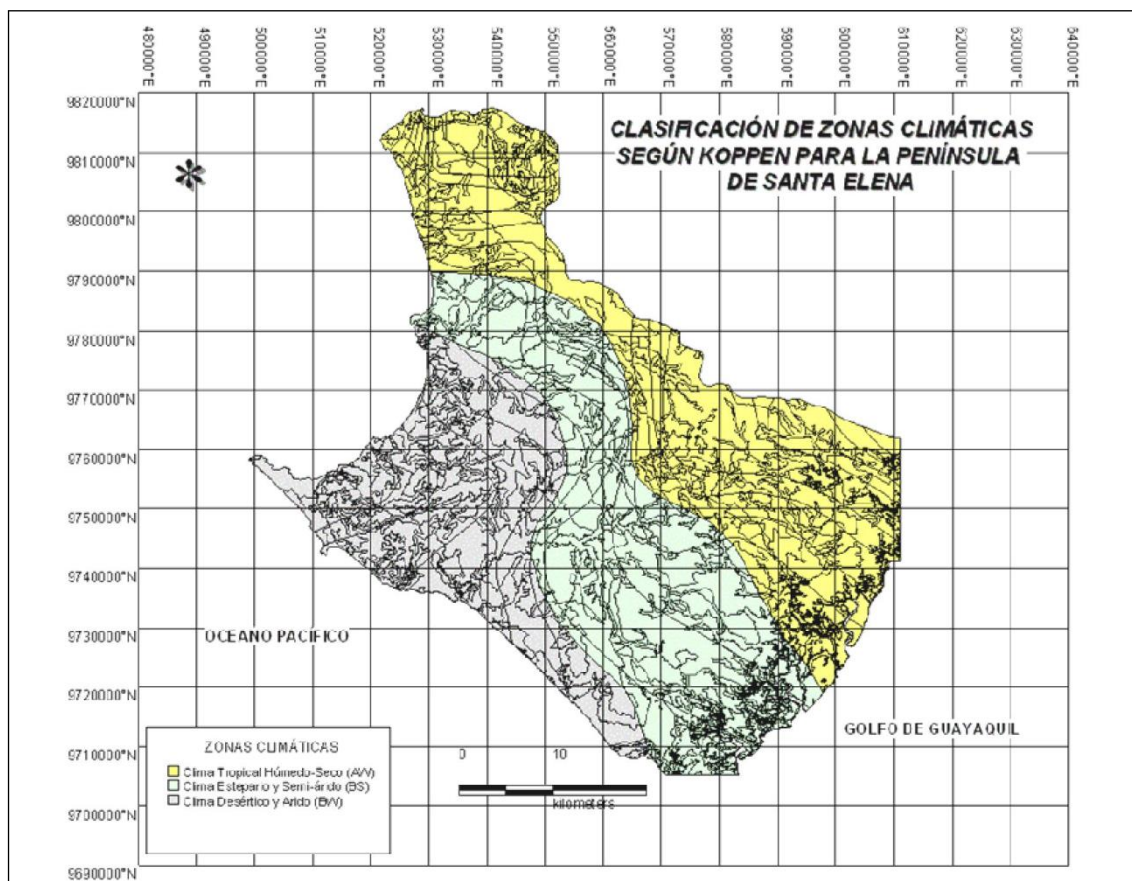 480000°E
490000°E
500000°E
510000°E
520000°E
530000°E
540000°E
550000°E
560000°E
570000°E
580000°E
590000°E
600000°E
610000°E
620000°E
630000°E
640000°E
9820000°N
9810000°N
9800000°N
9790000°N
9780000°N
9770000°N
9760000°N
9750000°N
9740000°N
9730000°N
9720000°N
9710000°N
9700000°N
9690000°N
CLASIFICACIÓN DE ZONAS CLIMÁTICAS
SEGÚN KOPPEN PARA LA PENÍNSULA
DE SANTA ELENA
OCEANO PACIFICO
GOLFO DE GUAYAQUIL
ZONAS CLIMÁTICAS
Clima Tropical Húmedo-Seco (AW)
Clima Estepario y Semi-árido (BS)
Clima Desértico y Arido (BW)
0 10
kilometers